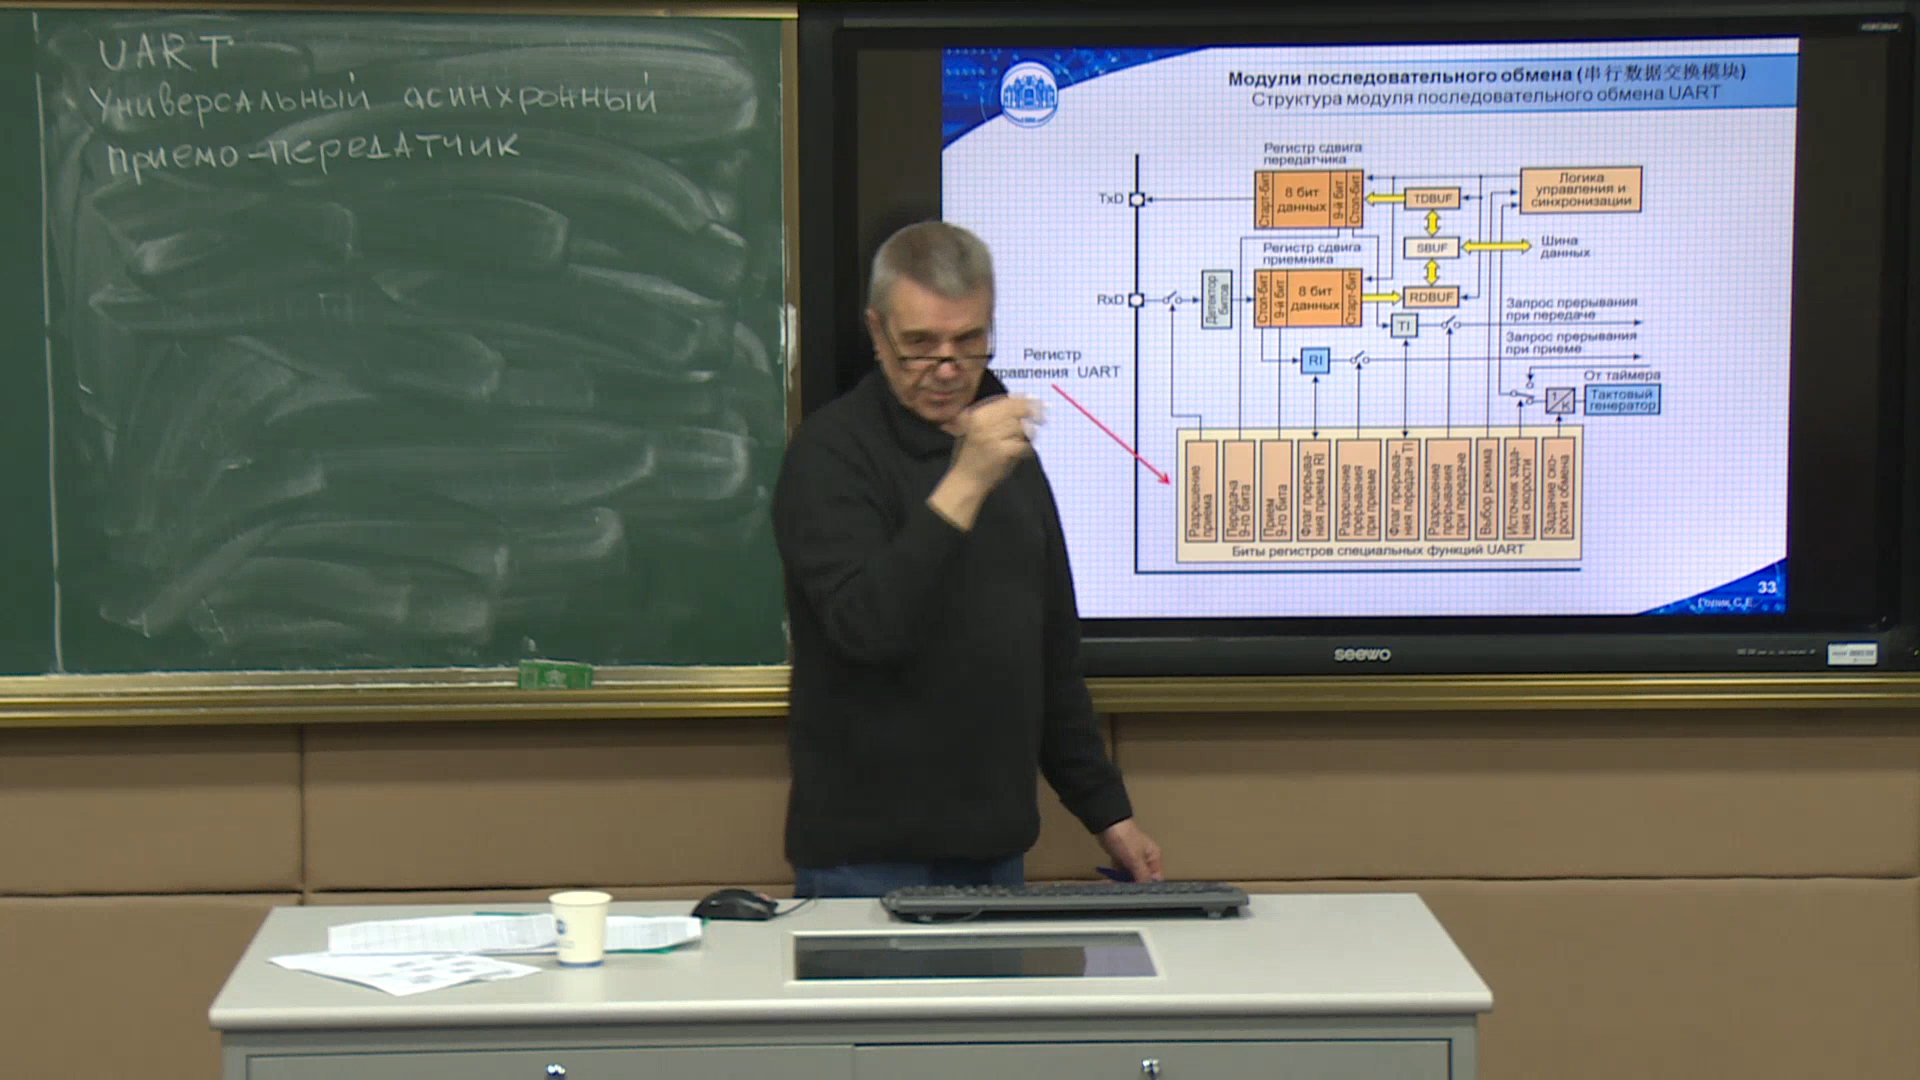 UART
Универсальный асинхронный
приемо-передатчик
Модули последовательного обмена (串行数据交换模块)
Структура модуля последовательного обмена UART
Регистр сдвига
передатчика
TxD
Старт-бит
8 бит
данных
9-й бит
Стоп-бит
TDBUF
Логика
управления и
синхронизации
SBUF
Шина
данных
Регистр сдвига
приемника
RxD
Детектор
битов
Стоп-бит
9-й бит
8 бит
данных
Старт-бит
RDBUF
Запрос прерывания
при передаче
TI
Запрос прерывания
при приеме
RI
От таймера
1/K
Тактовый
генератор
Регистр
правления UART
Разрешение
приема
Передача
9-го бита
Прием
9-го бита
Флаг прерыва-
ния приема RI
Разрешение
прерывания
при приеме
Флаг прерыва-
ния передачи TI
Разрешение
прерывания
при передаче
Выбор режима
Источник зада-
ния скорости
Задание ско-
рости обмена
Биты регистров специальных функций UART
33
seewo